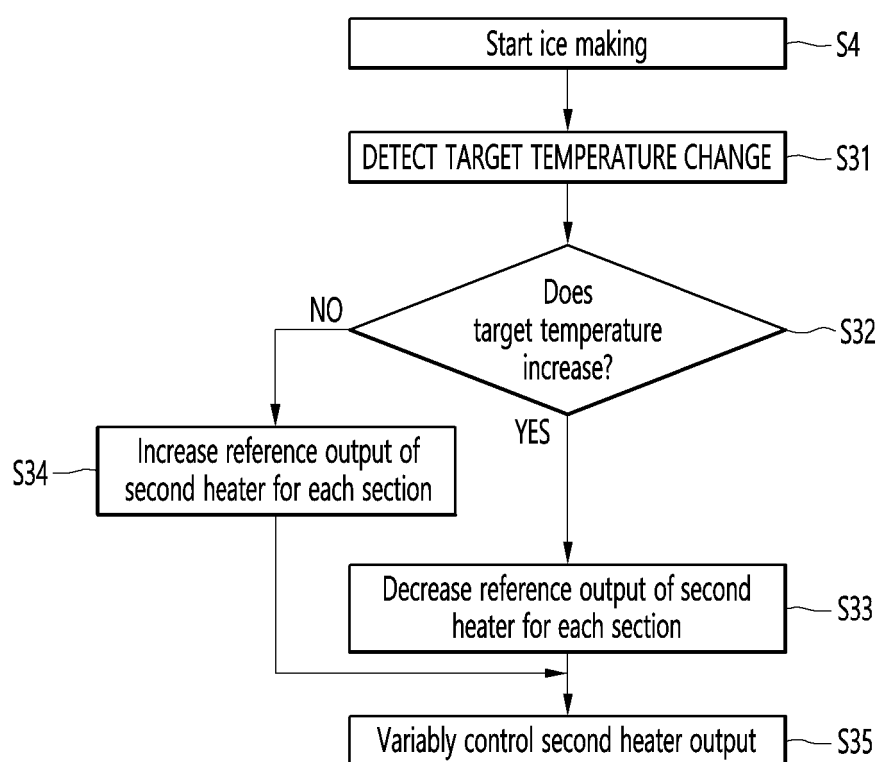 Start ice making
S4
DETECT TARGET TEMPERATURE CHANGE
S31
Does
target temperature
increase?
S32
NO
YES
Increase reference output of
second heater for each section
S34
Decrease reference output of second
heater for each section
S33
Variably control second heater output
S35